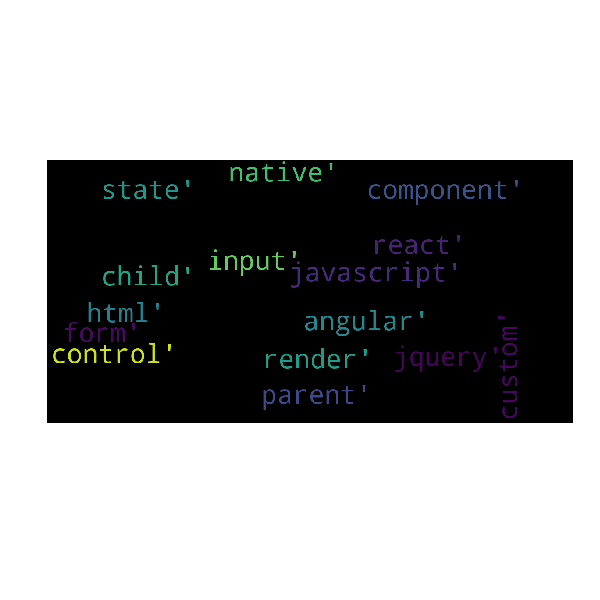 native'
state'
component'
react'
input'
javascript'
child'
html'
angular'
form'
control'
render'
jquery'
custom'
parent'